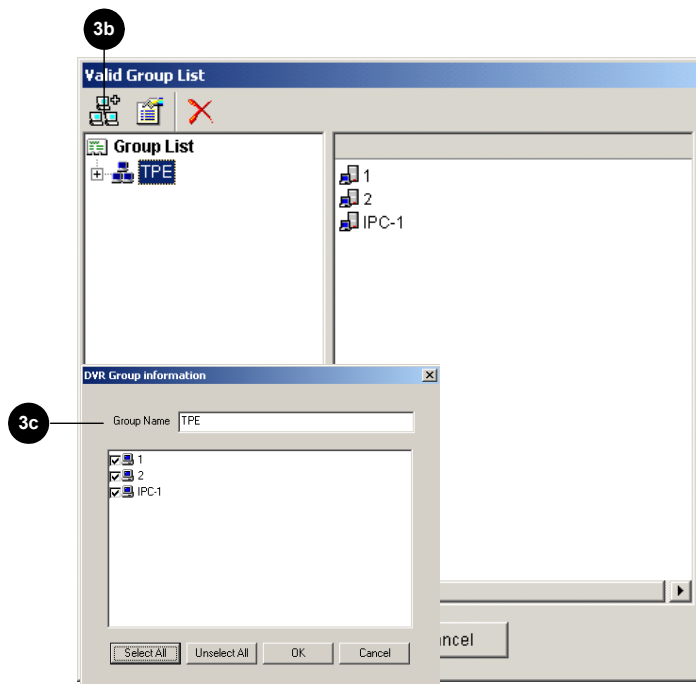 3b
Valid Group List
Group List
TPE
1
2
IPC-1
DVR Group information
3c
Group Name TPE
1
2
IPC-1
Select All Unselect All OK Cancel
ncel